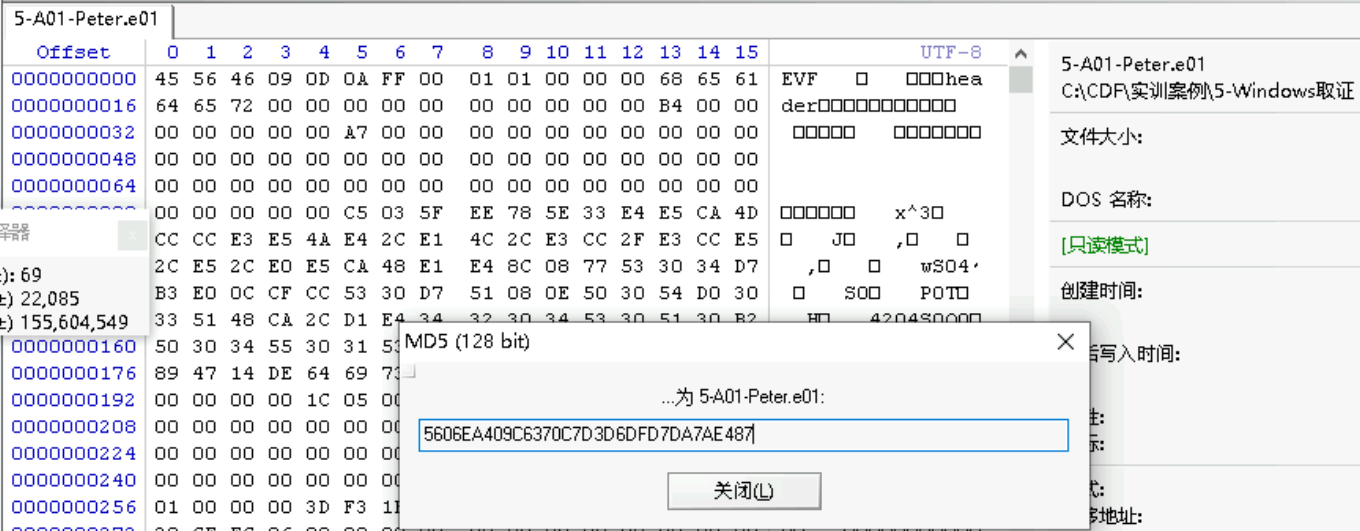 5-A01-Peter.e01
Offset 0 1 2 3 4 5 6 7 8 9 10 11 12 13 14 15 UTF-8
0000000000 45 56 46 09 0D 0A FF 00 01 01 00 00 00 68 65 61 EVF □ □□□hea
0000000016 64 65 72 00 00 00 00 00 00 00 00 00 00 B4 00 00 der□□□□□□□□□□□
0000000032 00 00 00 00 00 A7 00 00 00 00 00 00 00 00 00 00 □□□□□ □□□□□□□
0000000048 00 00 00 00 00 00 00 00 00 00 00 00 00 00 00 00
0000000064 00 00 00 00 00 00 00 00 00 00 00 00 00 00 00 00
00 00 00 00 00 C5 03 5F EE 78 5E 33 E4 E5 CA 4D □□□□□□ x^3□
CC CC E3 E5 4A E4 2C E1 4C 2C E3 CC 2F E3 CC E5 □ J□ ,□ □
2C E5 2C E0 E5 CA 48 E1 E4 8C 08 77 53 30 34 D7 ,□ □ wS04
B3 E0 0C CF CC 53 30 D7 51 08 0E 50 30 54 D0 30 □ S0□ P0T□
33 51 48 CA 2C D1 E4 34 32 30 34 53 30 51 30 B2
0000000160 50 30 34 55 30 31
0000000176 89 47 14 DE 64 69
0000000192 00 00 00 00 1C 05
0000000208 00 00 00 00 00 00
0000000224 00 00 00 00 00 00
0000000240 00 00 00 00 00 00
0000000256 01 00 00 00 3D F3
译器
69
22,085
155,604,549
MD5 (128 bit)
...为 5-A01-Peter.e01:
5606EA409C6370C7D3D6DFD7DA7AE487
关闭(L)
5-A01-Peter.e01
C:\CDF\实训案例\5-Windows取证
文件大小:
DOS 名称:
[只读模式]
创建时间:
后写入时间:
性:
标:
式:
移地址: